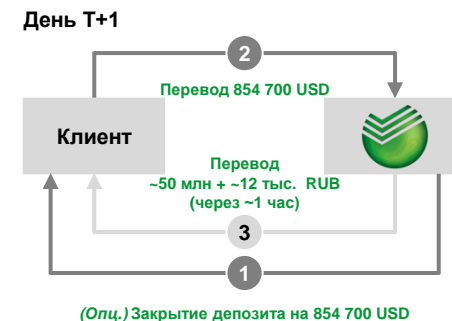 День T+1
2
Перевод 854 700 USD
Клиент
Перевод
~50 млн + ~12 тыс. RUB
(через ~1 час)
3
1
(Опц.) Закрытие депозита на 854 700 USD